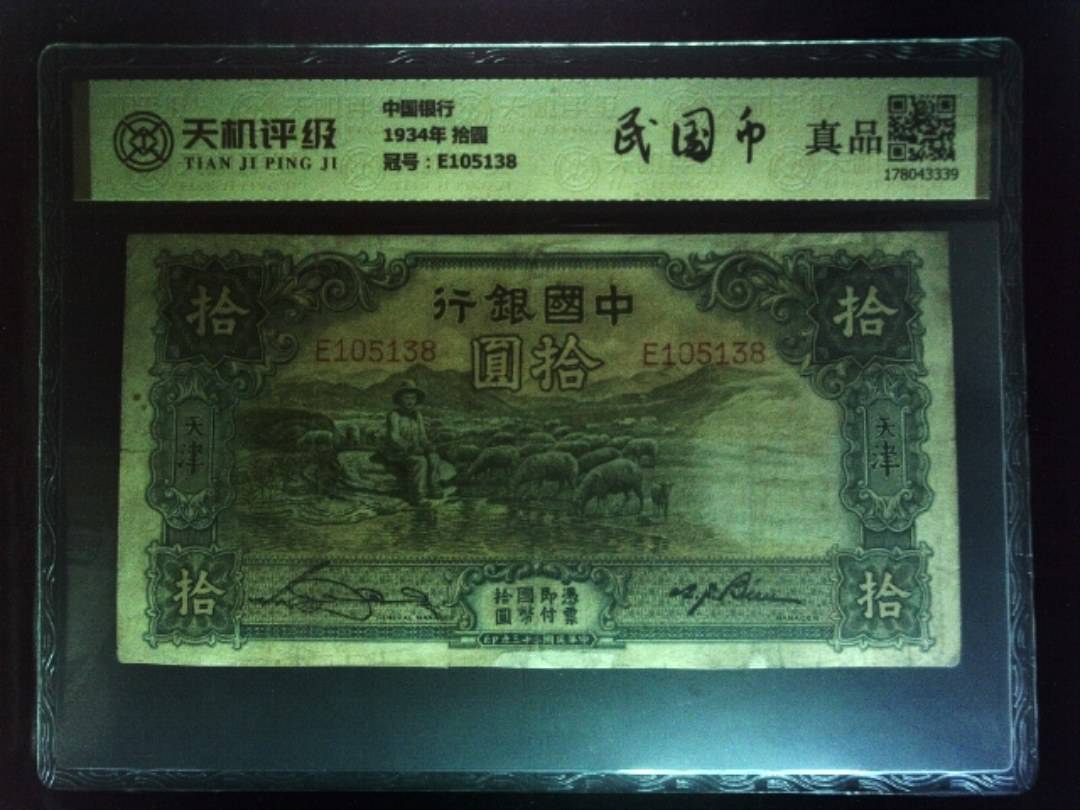 天机评级
TIAN JI PING JI
中国银行
1934年 拾圓
冠号：E105138
民国币
真品
178043339
中國銀行
拾
拾
E105138
拾圓
E105138
天津
天津
憑票
即付
國幣
拾圓
拾
拾
MANAGER